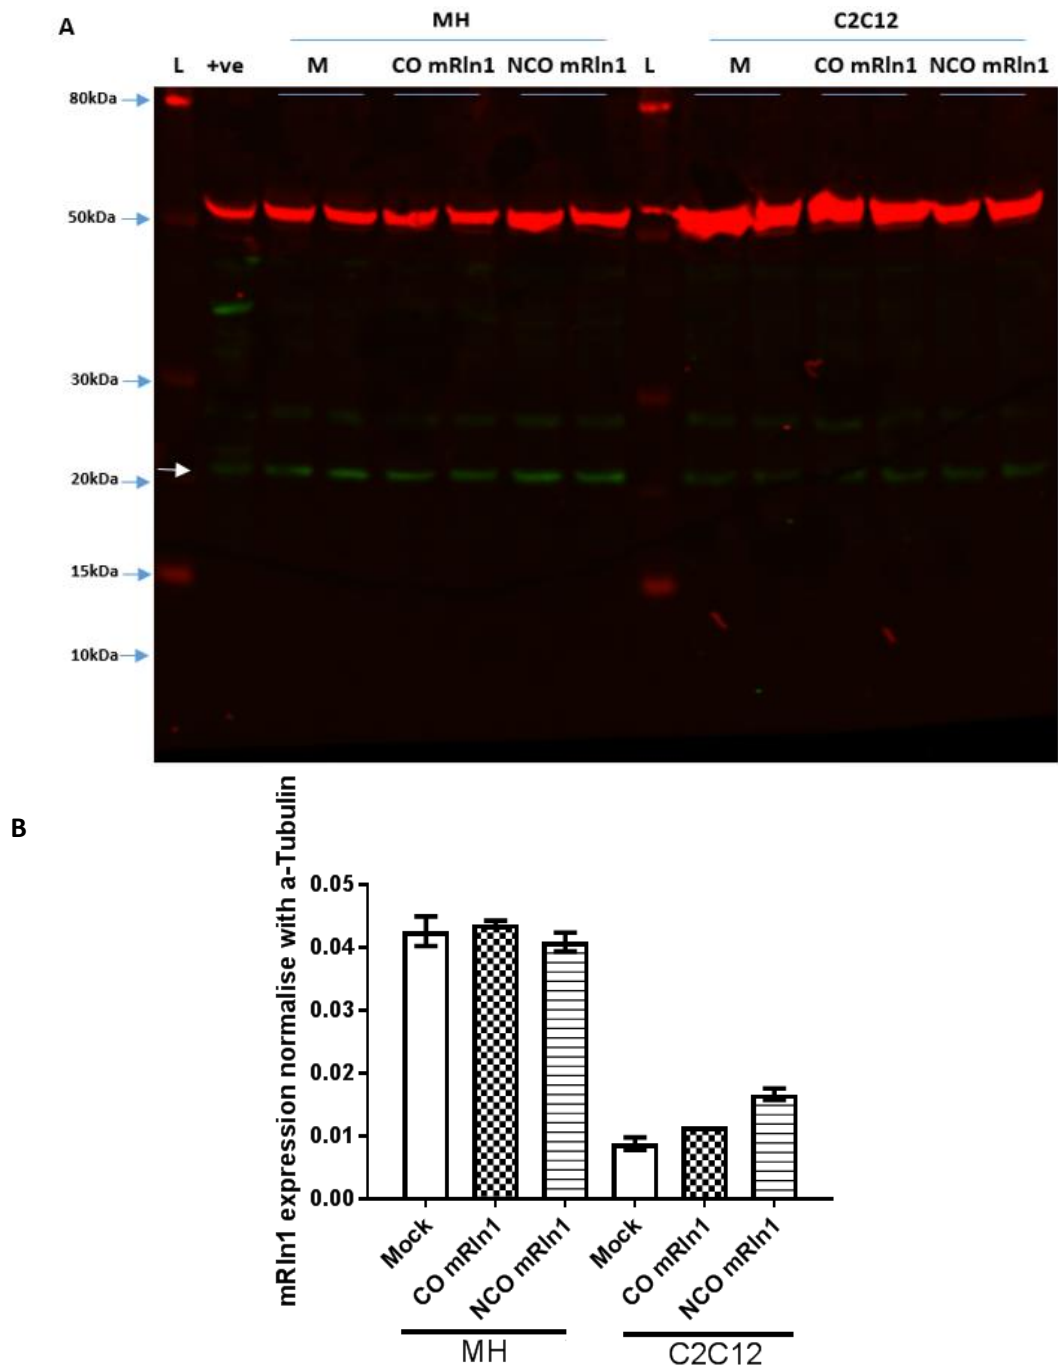 A
MH
C2C12
L +ve M CO mRln1 NCO mRln1 L M CO mRln1 NCO mRln1
80kDa
50kDa
30kDa
20kDa
15kDa
10kDa
B
mRln1 expression normalise with a-Tubulin
0.05
0.04
0.03
0.02
0.01
0.00
Mock
CO mRln1
NCO mRln1
Mock
CO mRln1
NCO mRln1
MH
C2C12